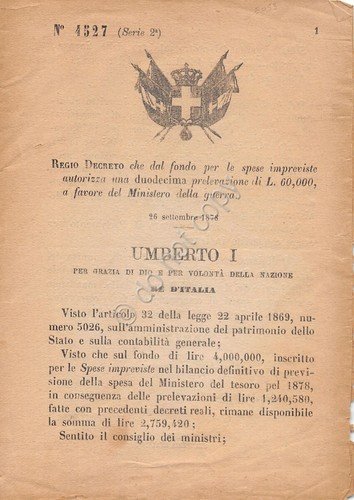 N° 4527 (Serie 2ª) 1
REGIO DECRETO che dal fondo per le spese impreviste
autorizza una duodecima prelevazione di L. 60,000,
a favore del Ministero della guerra.
26 settembre 1878
UMBERTO I
PER GRAZIA DI DIO E PER VOLONTÀ DELLA NAZIONE
RE D'ITALIA
Visto l'articolo 32 della legge 22 aprile 1869, nu-
mero 5026, sull'amministrazione del patrimonio dello
Stato e sulla contabilità generale;
Visto che sul fondo di lire 4,000,000, inscritto
per le Spese impreviste nel bilancio definitivo di previ-
sione della spesa del Ministero del tesoro pel 1878,
in conseguenza delle prelevazioni di lire 1,240,580,
fatte con precedenti decreti reali, rimane disponibile
la somma di lire 2,759,420;
Sentito il consiglio dei ministri;